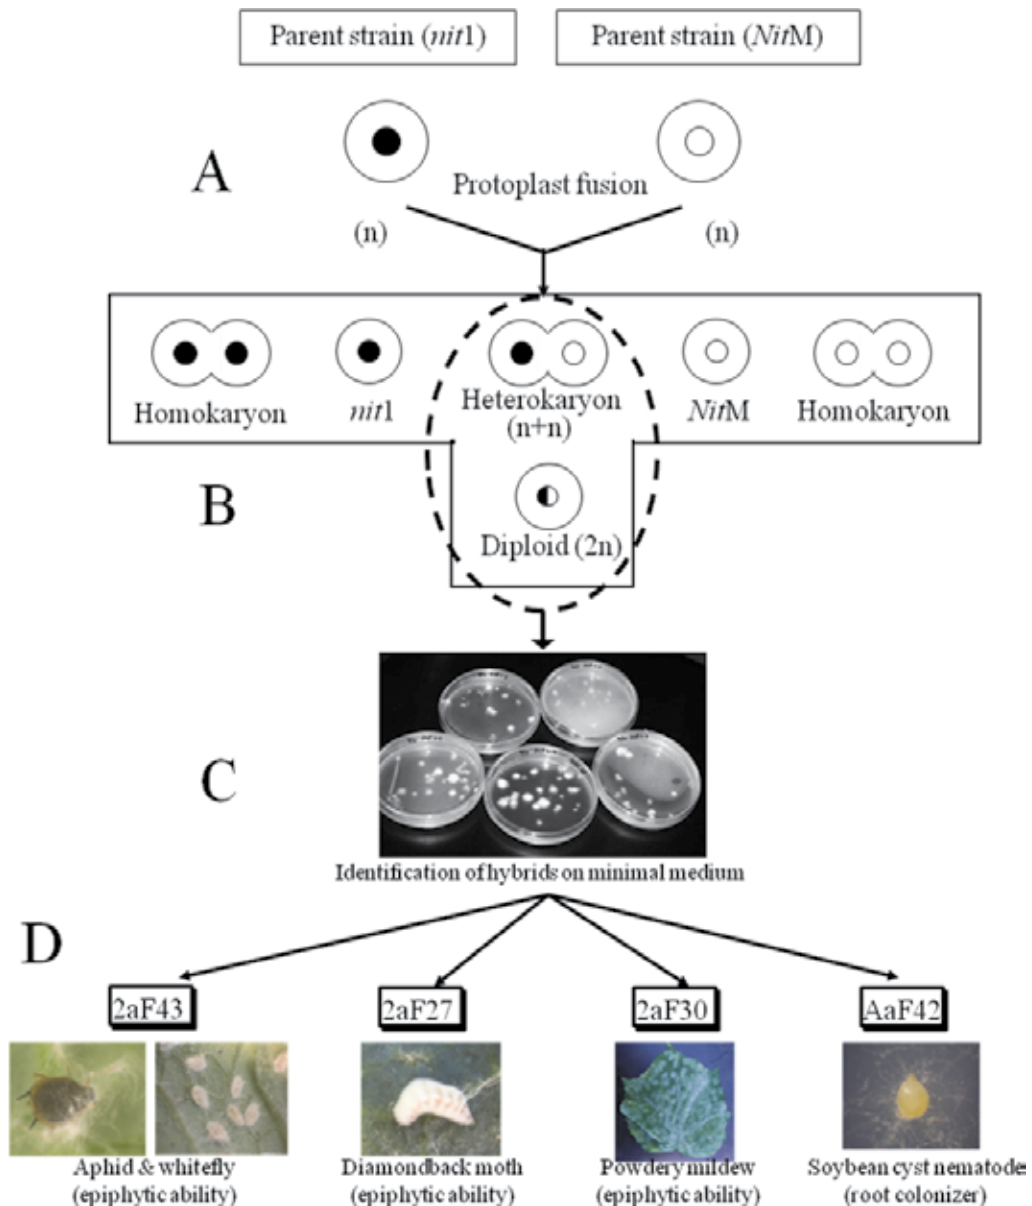 Parent strain (nit1)
Parent strain (NitM)
A
Protoplast fusion
(n)
(n)
Homokaryon
nit1
Heterokaryon
(n+n)
NitM
Homokaryon
B
Diploid (2n)
C
Identification of hybrids on minimal medium
D
2aF43
2aF27
2aF30
AaF42
Aphid & whitefly
(epiphytic ability)
Diamondback moth
(epiphytic ability)
Powdery mildew
(epiphytic ability)
Soybean cyst nematodes
(root colonizer)